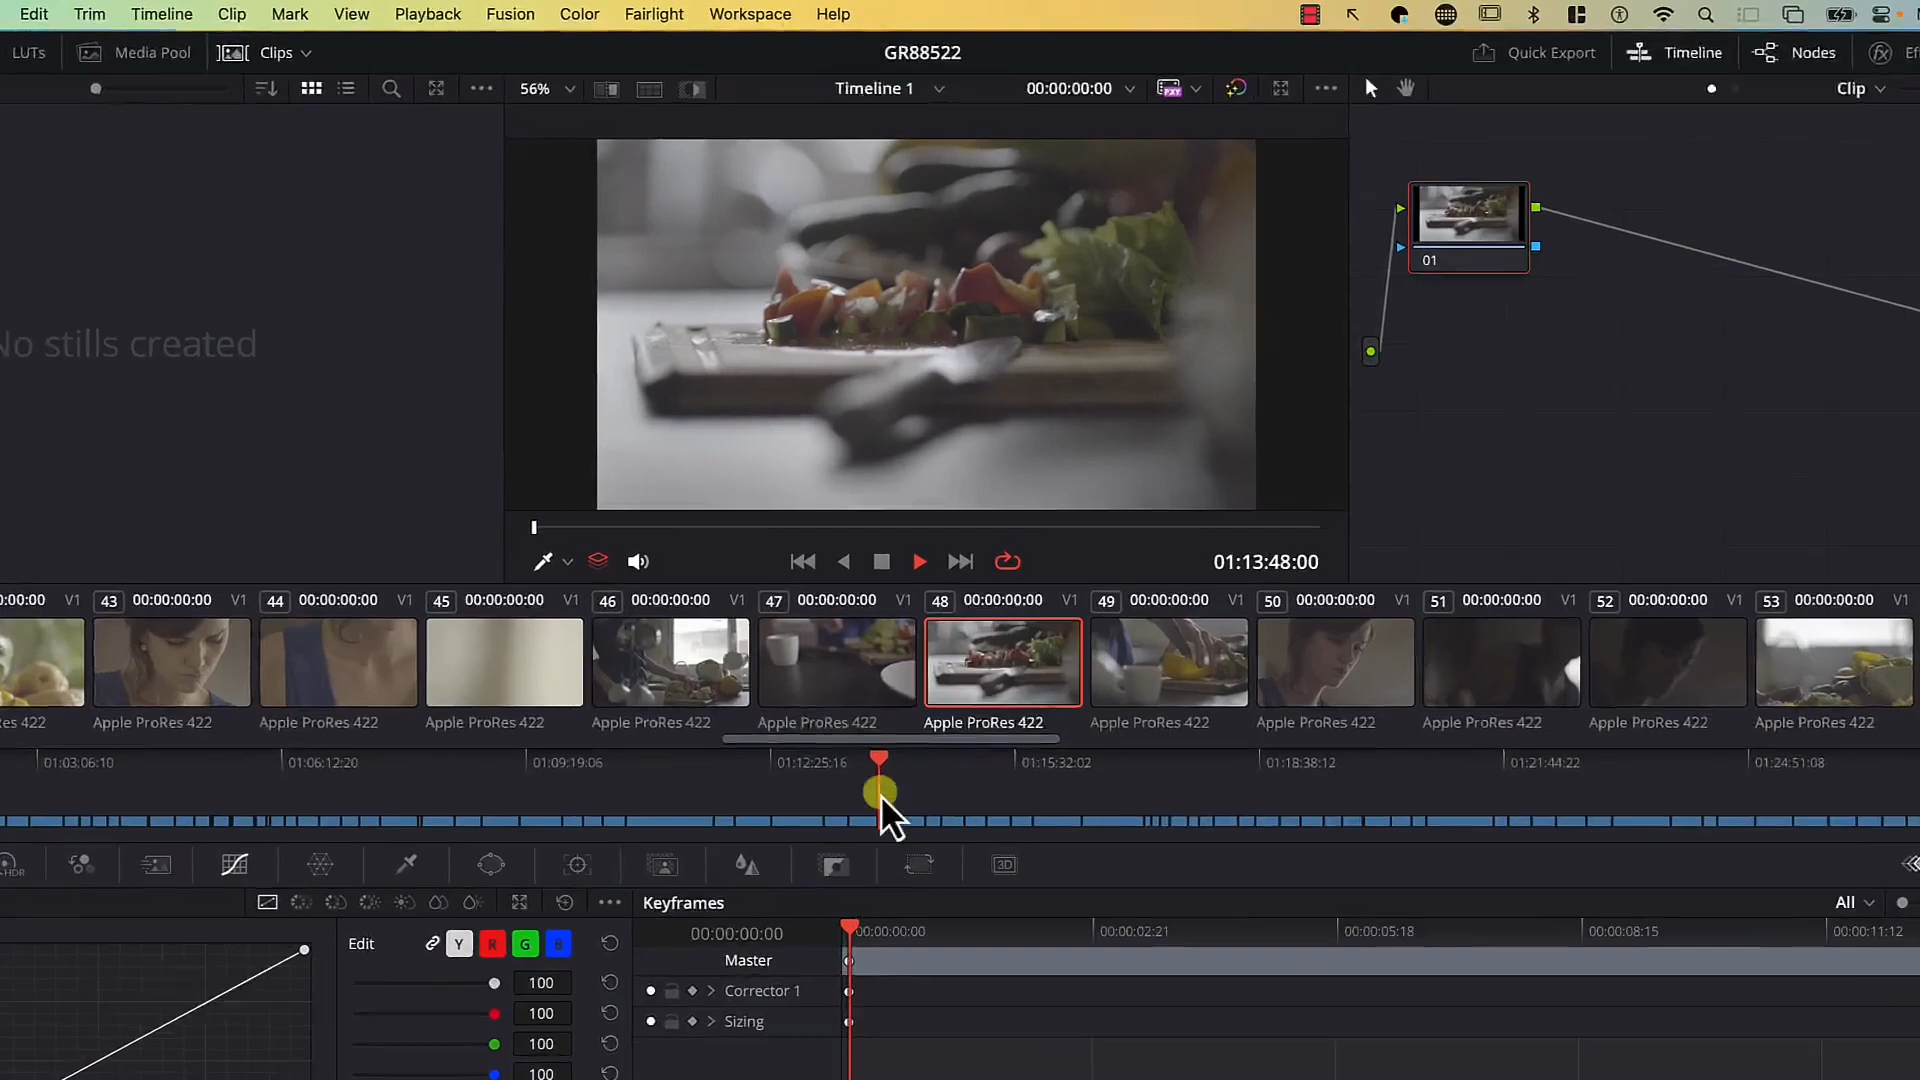 Edit Trim Timeline Clip Mark View Playback Fusion Color Fairlight Workspace Help
LUTs Media Pool Clips GR88522 Quick Export Timeline Nodes
56% Timeline 1 00:00:00:00 PXY Clip
01
No stills created
01:13:48:00
V1 43 00:00:00:00 V1 44 00:00:00:00 V1 45 00:00:00:00 V1 46 00:00:00:00 V1 47 00:00:00:00 V1 48 00:00:00:00 V1 49 00:00:00:00 V1 50 00:00:00:00 V1 51 00:00:00:00 V1 52 00:00:00:00 V1 53 00:00:00:00 V1
422 Apple ProRes 422 Apple ProRes 422 Apple ProRes 422 Apple ProRes 422 Apple ProRes 422 Apple ProRes 422 Apple ProRes 422 Apple ProRes 422 Apple ProRes 422 Apple ProRes 422 Apple ProRes 422
01:03:06:10 01:06:12:20 01:09:19:06 01:12:25:16 01:15:32:02 01:18:38:12 01:21:44:22 01:24:51:08
HDR 3D
Keyframes All
Edit Y R G B
00:00:00:00 00:00:00:00 00:00:02:21 00:00:05:18 00:00:08:15 00:00:11:12
Master
100 Corrector 1
100 Sizing
100
100